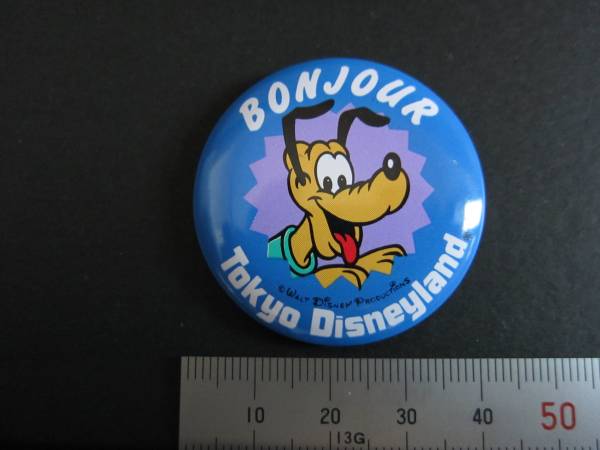 BONJOUR
© WALT DISNEY PRODUCTIONS
Tokyo Disneyland
10 20 30 40 50
13G